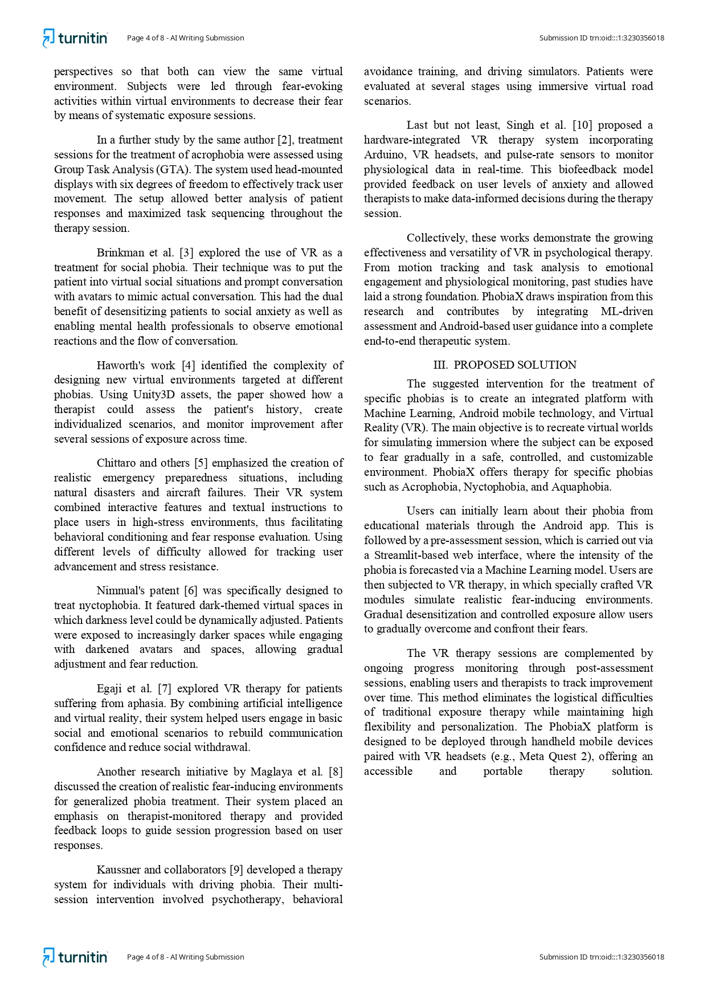 turnitin
Page 4 of 8 - AI Writing Submission
Submission ID trn:oid:::1:3230356018
perspectives so that both can view the same virtual
environment. Subjects were led through fear-evoking
activities within virtual environments to decrease their fear
by means of systematic exposure sessions.
In a further study by the same author [2], treatment
sessions for the treatment of acrophobia were assessed using
Group Task Analysis (GTA). The system used head-mounted
displays with six degrees of freedom to effectively track user
movement. The setup allowed better analysis of patient
responses and maximized task sequencing throughout the
therapy session.
Brinkman et al. [3] explored the use of VR as a
treatment for social phobia. Their technique was to put the
patient into virtual social situations and prompt conversation
with avatars to mimic actual conversation. This had the dual
benefit of desensitizing patients to social anxiety as well as
enabling mental health professionals to observe emotional
reactions and the flow of conversation.
Haworth's work [4] identified the complexity of
designing new virtual environments targeted at different
phobias. Using Unity3D assets, the paper showed how a
therapist could assess the patient's history, create
individualized scenarios, and monitor improvement after
several sessions of exposure across time.
Chittaro and others [5] emphasized the creation of
realistic emergency preparedness situations, including
natural disasters and aircraft failures. Their VR system
combined interactive features and textual instructions to
place users in high-stress environments, thus facilitating
behavioral conditioning and fear response evaluation. Using
different levels of difficulty allowed for tracking user
advancement and stress resistance.
Nimnual's patent [6] was specifically designed to
treat nyctophobia. It featured dark-themed virtual spaces in
which darkness level could be dynamically adjusted. Patients
were exposed to increasingly darker spaces while engaging
with darkened avatars and spaces, allowing gradual
adjustment and fear reduction.
Egaji et al. [7] explored VR therapy for patients
suffering from aphasia. By combining artificial intelligence
and virtual reality, their system helped users engage in basic
social and emotional scenarios to rebuild communication
confidence and reduce social withdrawal.
Another research initiative by Maglaya et al. [8]
discussed the creation of realistic fear-inducing environments
for generalized phobia treatment. Their system placed an
emphasis on therapist-monitored therapy and provided
feedback loops to guide session progression based on user
responses.
Kaussner and collaborators [9] developed a therapy
system for individuals with driving phobia. Their multi-
session intervention involved psychotherapy, behavioral
avoidance training, and driving simulators. Patients were
evaluated at several stages using immersive virtual road
scenarios.
Last but not least, Singh et al. [10] proposed a
hardware-integrated VR therapy system incorporating
Arduino, VR headsets, and pulse-rate sensors to monitor
physiological data in real-time. This biofeedback model
provided feedback on user levels of anxiety and allowed
therapists to make data-informed decisions during the therapy
session.
Collectively, these works demonstrate the growing
effectiveness and versatility of VR in psychological therapy.
From motion tracking and task analysis to emotional
engagement and physiological monitoring, past studies have
laid a strong foundation. PhobiaX draws inspiration from this
research and contributes by integrating ML-driven
assessment and Android-based user guidance into a complete
end-to-end therapeutic system.
III. PROPOSED SOLUTION
The suggested intervention for the treatment of
specific phobias is to create an integrated platform with
Machine Learning, Android mobile technology, and Virtual
Reality (VR). The main objective is to recreate virtual worlds
for simulating immersion where the subject can be exposed
to fear gradually in a safe, controlled, and customizable
environment. PhobiaX offers therapy for specific phobias
such as Acrophobia, Nyctophobia, and Aquaphobia.
Users can initially learn about their phobia from
educational materials through the Android app. This is
followed by a pre-assessment session, which is carried out via
a Streamlit-based web interface, where the intensity of the
phobia is forecasted via a Machine Learning model. Users are
then subjected to VR therapy, in which specially crafted VR
modules simulate realistic fear-inducing environments.
Gradual desensitization and controlled exposure allow users
to gradually overcome and confront their fears.
The VR therapy sessions are complemented by
ongoing progress monitoring through post-assessment
sessions, enabling users and therapists to track improvement
over time. This method eliminates the logistical difficulties
of traditional exposure therapy while maintaining high
flexibility and personalization. The PhobiaX platform is
designed to be deployed through handheld mobile devices
paired with VR headsets (e.g., Meta Quest 2), offering an
accessible and portable therapy solution.
turnitin
Page 4 of 8 - AI Writing Submission
Submission ID trn:oid:::1:3230356018